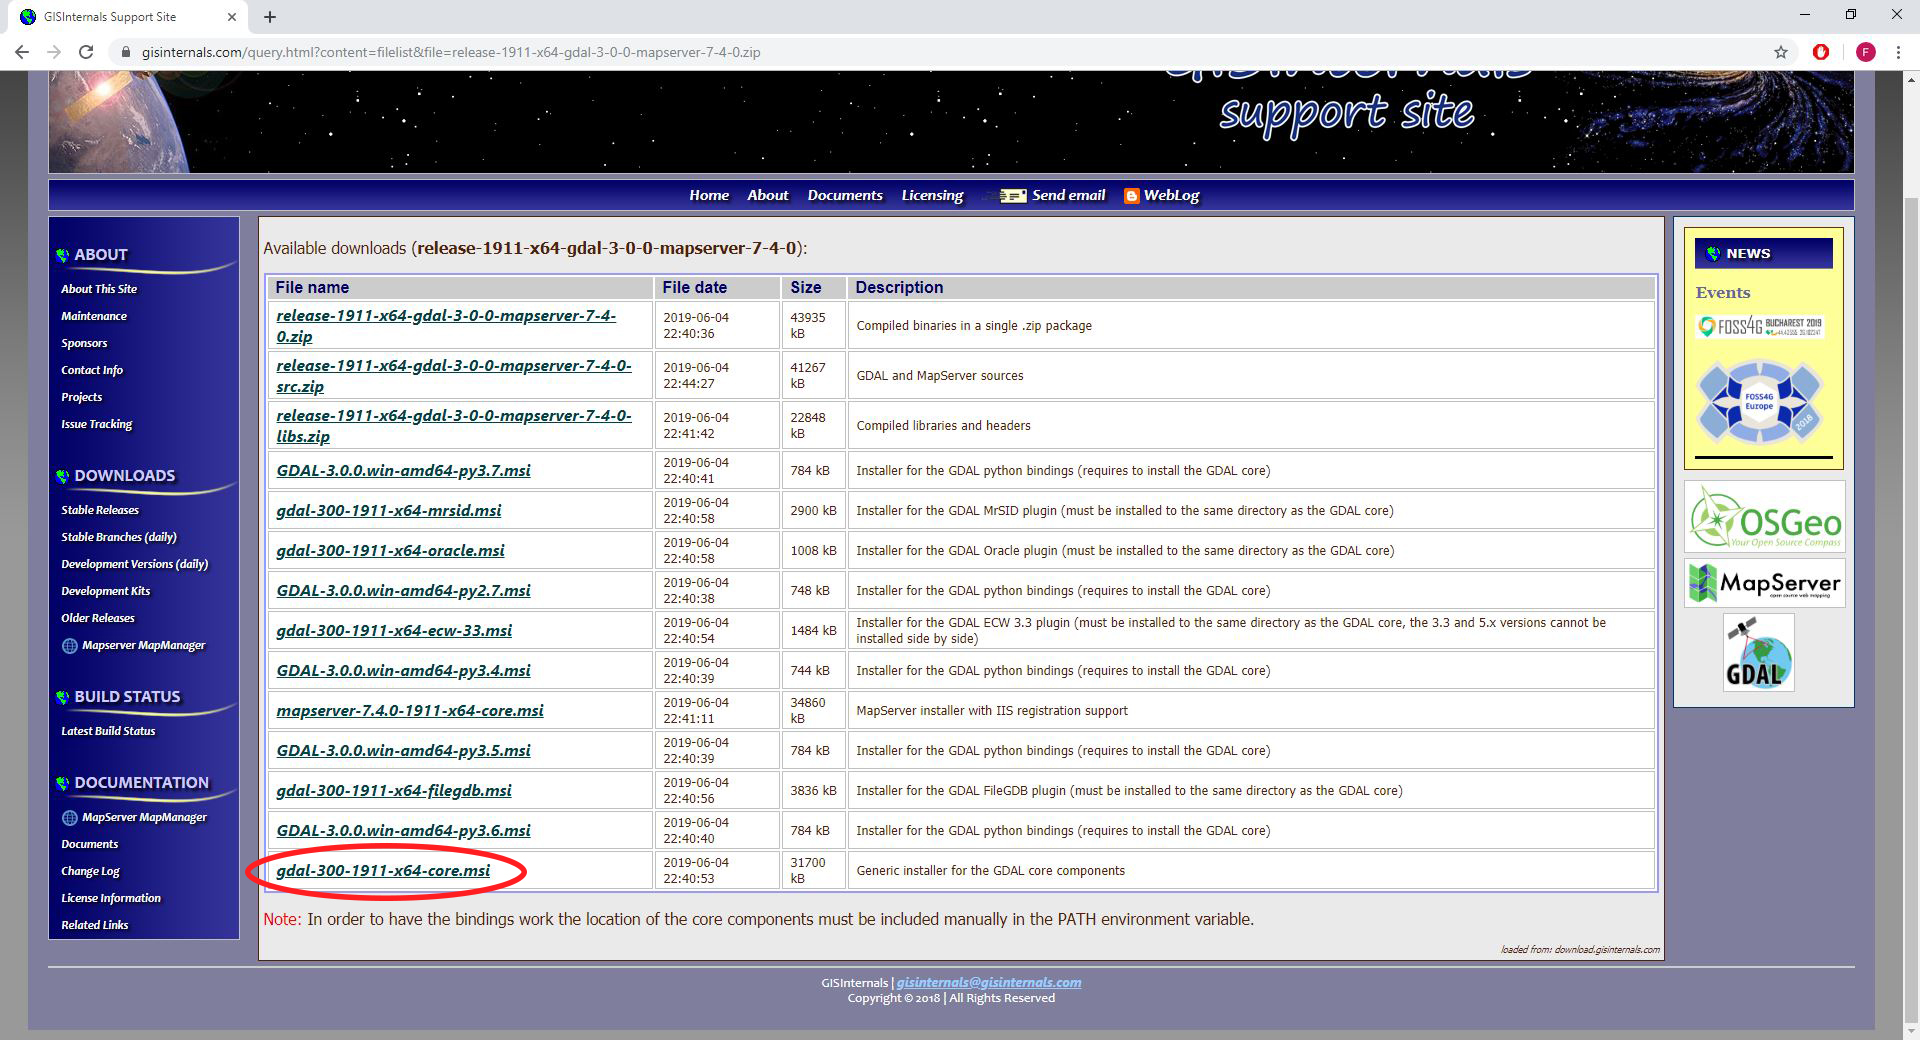 GISInternals Support Site
gisinternals.com/query.html?content=filelist&file=release-1911-x64-gdal-3-0-0-mapserver-7-4-0.zip
F
support site
Home About Documents Licensing Send email WebLog
ABOUT
About This Site
Maintenance
Sponsors
Contact Info
Projects
Issue Tracking
DOWNLOADS
Stable Releases
Stable Branches (daily)
Development Versions (daily)
Development Kits
Older Releases
Mapserver MapManager
BUILD STATUS
Latest Build Status
DOCUMENTATION
MapServer MapManager
Documents
Change Log
License Information
Related Links
Available downloads (release-1911-x64-gdal-3-0-0-mapserver-7-4-0):
File name File date Size Description
release-1911-x64-gdal-3-0-0-mapserver-7-4-
0.zip
2019-06-04
22:40:36
43935
kB
Compiled binaries in a single .zip package
release-1911-x64-gdal-3-0-0-mapserver-7-4-0-
src.zip
2019-06-04
22:44:27
41267
kB
GDAL and MapServer sources
release-1911-x64-gdal-3-0-0-mapserver-7-4-0-
libs.zip
2019-06-04
22:41:42
22848
kB
Compiled libraries and headers
GDAL-3.0.0.win-amd64-py3.7.msi
2019-06-04
22:40:41
784 kB
Installer for the GDAL python bindings (requires to install the GDAL core)
gdal-300-1911-x64-mrsid.msi
2019-06-04
22:40:58
2900 kB
Installer for the GDAL MrSID plugin (must be installed to the same directory as the GDAL core)
gdal-300-1911-x64-oracle.msi
2019-06-04
22:40:58
1008 kB
Installer for the GDAL Oracle plugin (must be installed to the same directory as the GDAL core)
GDAL-3.0.0.win-amd64-py2.7.msi
2019-06-04
22:40:38
748 kB
Installer for the GDAL python bindings (requires to install the GDAL core)
gdal-300-1911-x64-ecw-33.msi
2019-06-04
22:40:54
1484 kB
Installer for the GDAL ECW 3.3 plugin (must be installed to the same directory as the GDAL core, the 3.3 and 5.x versions cannot be
installed side by side)
GDAL-3.0.0.win-amd64-py3.4.msi
2019-06-04
22:40:39
744 kB
Installer for the GDAL python bindings (requires to install the GDAL core)
mapserver-7.4.0-1911-x64-core.msi
2019-06-04
22:41:11
34860
kB
MapServer installer with IIS registration support
GDAL-3.0.0.win-amd64-py3.5.msi
2019-06-04
22:40:39
784 kB
Installer for the GDAL python bindings (requires to install the GDAL core)
gdal-300-1911-x64-filegdb.msi
2019-06-04
22:40:56
3836 kB
Installer for the GDAL FileGDB plugin (must be installed to the same directory as the GDAL core)
GDAL-3.0.0.win-amd64-py3.6.msi
2019-06-04
22:40:40
784 kB
Installer for the GDAL python bindings (requires to install the GDAL core)
gdal-300-1911-x64-core.msi
2019-06-04
22:40:53
31700
kB
Generic installer for the GDAL core components
Note: In order to have the bindings work the location of the core components must be included manually in the PATH environment variable.
loaded from: download.gisinternals.com
NEWS
Events
FOSS4G BUCHAREST 2019
FOSS4G
Europe
2018
OSGeo
Your Open Source Compass
MapServer
open source web mapping
GDAL
GISInternals | gisinternals@gisinternals.com
Copyright © 2018 | All Rights Reserved